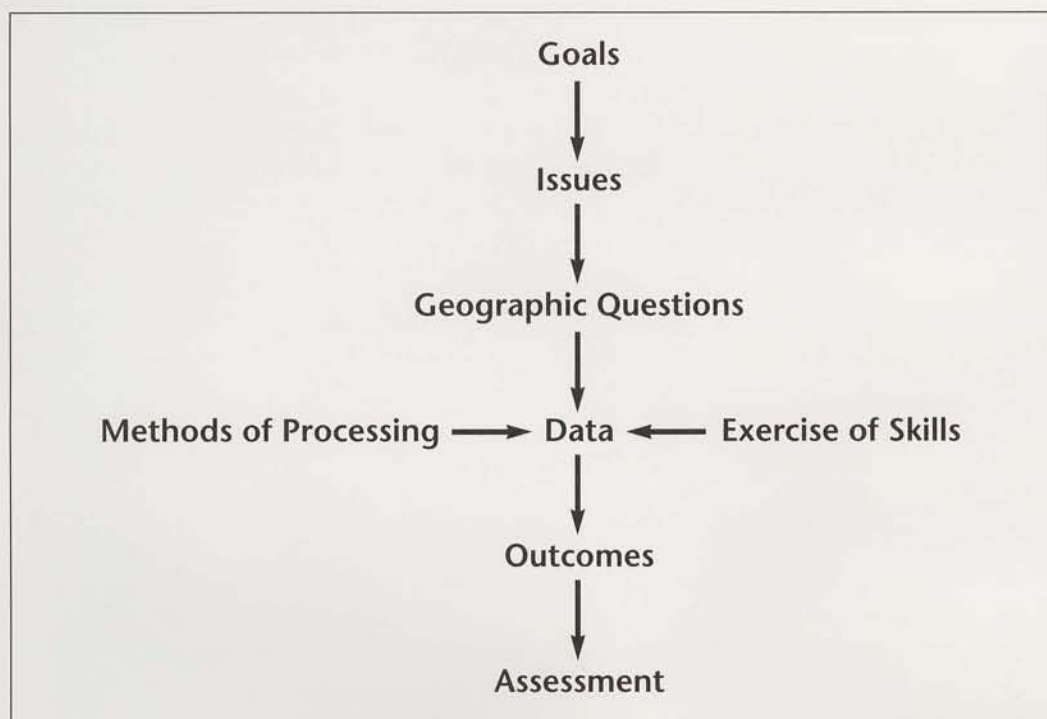 Goals
Issues
Geographic Questions
Methods of Processing Data Exercise of Skills
Outcomes
Assessment